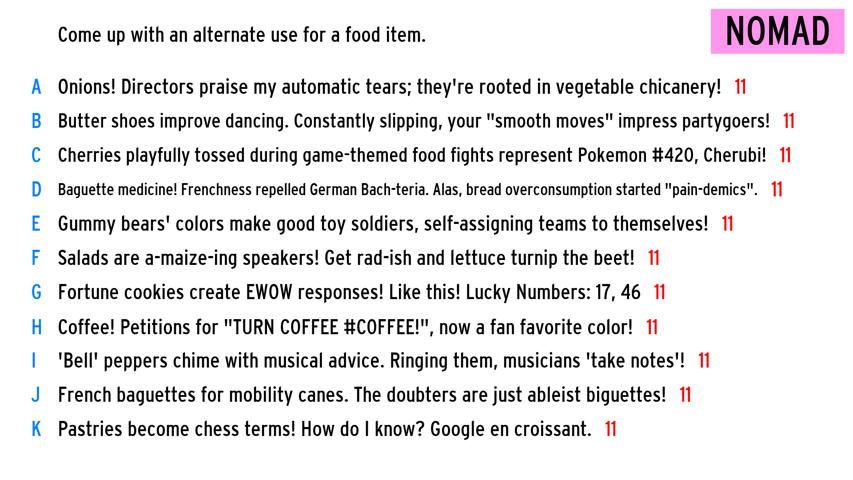 Come up with an alternate use for a food item.
NOMAD
A Onions! Directors praise my automatic tears; they're rooted in vegetable chicanery! 11
B Butter shoes improve dancing. Constantly slipping, your "smooth moves" impress partygoers! 11
C Cherries playfully tossed during game-themed food fights represent Pokemon #420, Cherubi! 11
D Baguette medicine! Frenchness repelled German Bach-teria. Alas, bread overconsumption started "pain-demics". 11
E Gummy bears' colors make good toy soldiers, self-assigning teams to themselves! 11
F Salads are a-maize-ing speakers! Get rad-ish and lettuce turnip the beet! 11
G Fortune cookies create EWOW responses! Like this! Lucky Numbers: 17, 46 11
H Coffee! Petitions for "TURN COFFEE #COFFEE!", now a fan favorite color! 11
I 'Bell' peppers chime with musical advice. Ringing them, musicians 'take notes'! 11
J French baguettes for mobility canes. The doubters are just ableist biguettes! 11
K Pastries become chess terms! How do I know? Google en croissant. 11